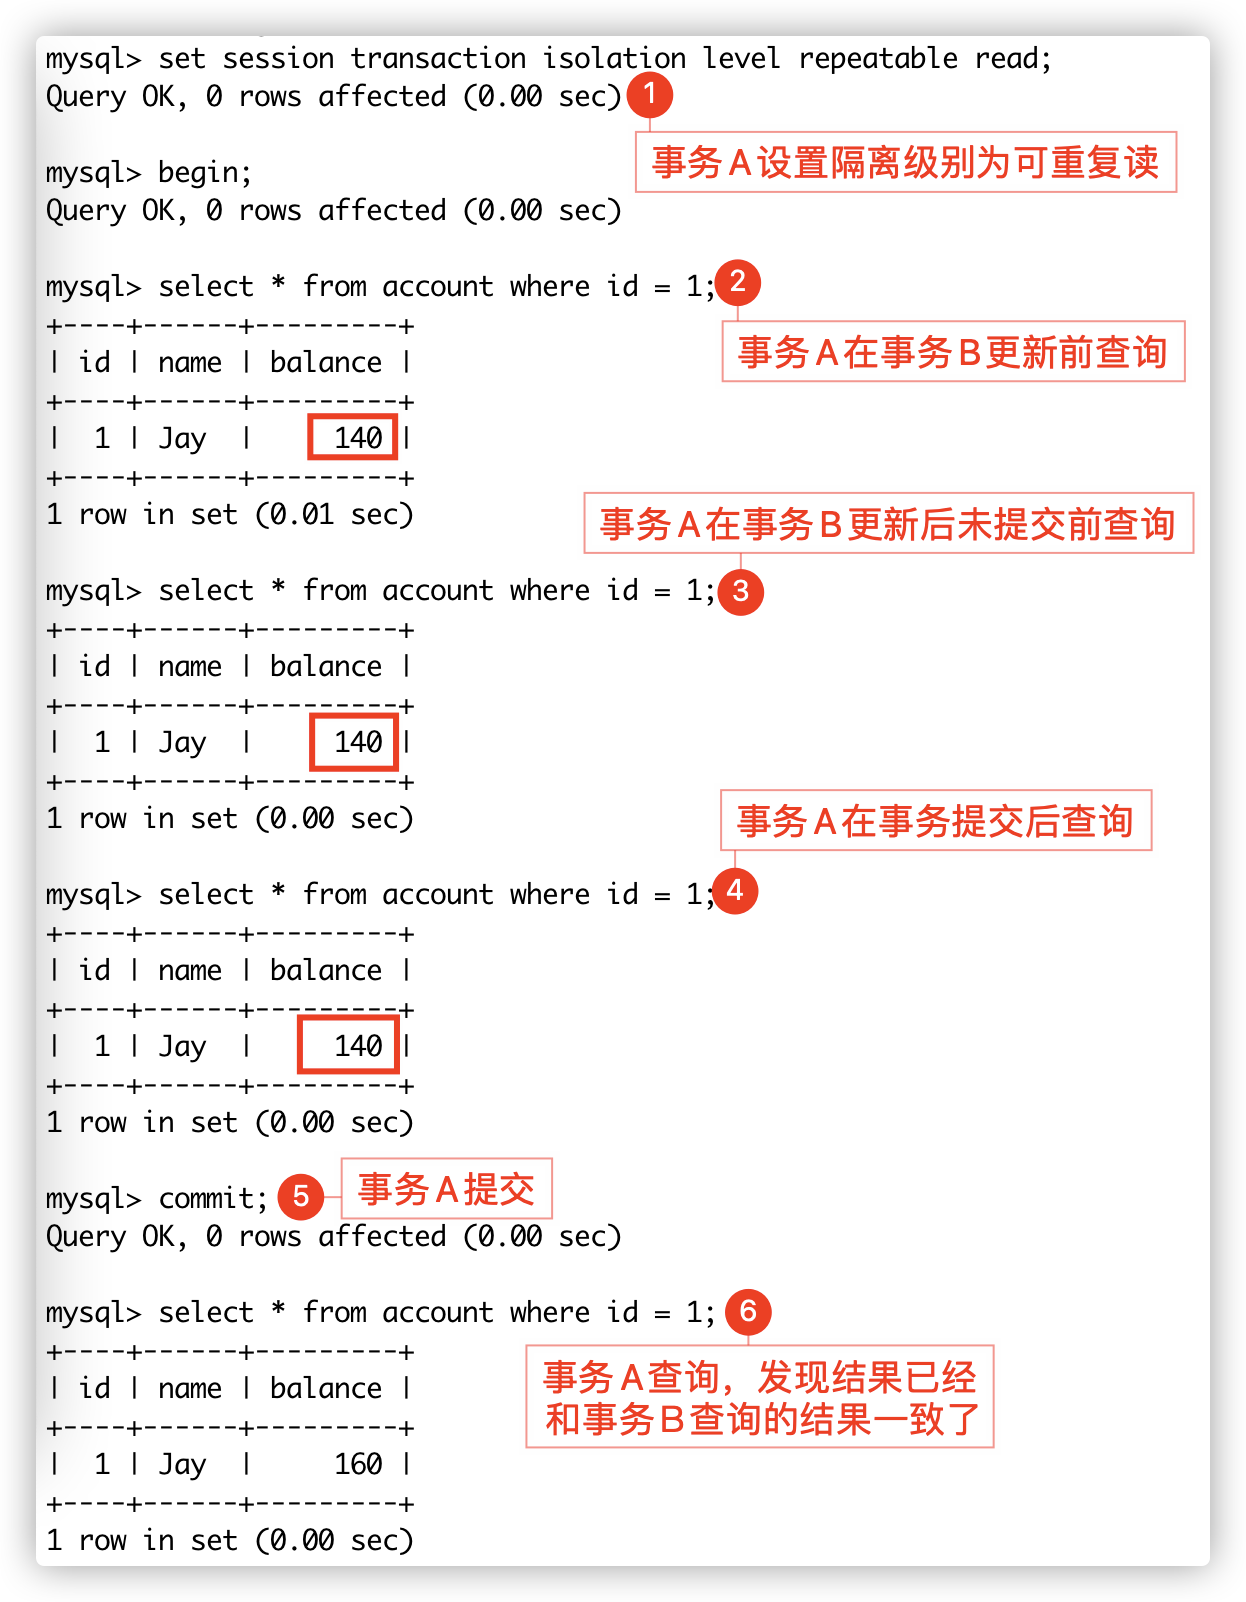 mysql> set session transaction isolation level repeatable read;
Query OK, 0 rows affected (0.00 sec)
1
事务A设置隔离级别为可重复读
mysql> begin;
Query OK, 0 rows affected (0.00 sec)
mysql> select * from account where id = 1;
2
事务A在事务B更新前查询
+----+------+---------+
| id | name | balance |
+----+------+---------+
|  1 | Jay  |     140 |
+----+------+---------+
1 row in set (0.01 sec)
事务A在事务B更新后未提交前查询
mysql> select * from account where id = 1;
3
+----+------+---------+
| id | name | balance |
+----+------+---------+
|  1 | Jay  |     140 |
+----+------+---------+
1 row in set (0.00 sec)
事务A在事务提交后查询
mysql> select * from account where id = 1;
4
+----+------+---------+
| id | name | balance |
+----+------+---------+
|  1 | Jay  |     140 |
+----+------+---------+
1 row in set (0.00 sec)
mysql> commit;
5
事务A提交
Query OK, 0 rows affected (0.00 sec)
mysql> select * from account where id = 1;
6
事务A查询，发现结果已经
和事务B查询的结果一致了
+----+------+---------+
| id | name | balance |
+----+------+---------+
|  1 | Jay  |     160 |
+----+------+---------+
1 row in set (0.00 sec)